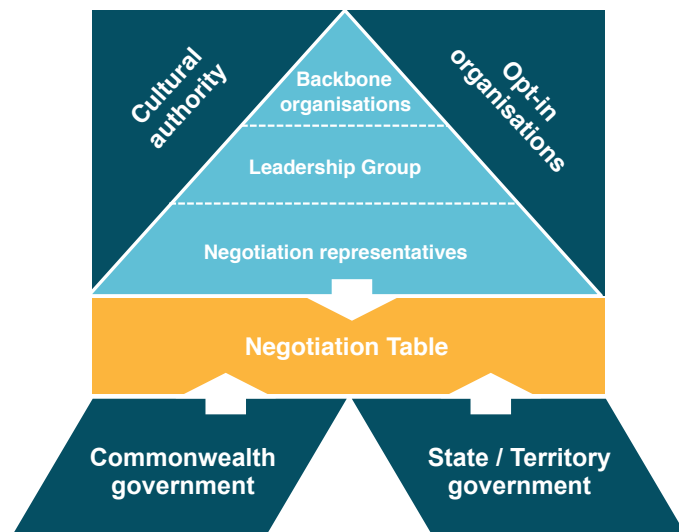 Cultural
authority
Backbone
organisations
Opt-in
organisations
Leadership Group
Negotiation representatives
Negotiation Table
Commonwealth
government
State / Territory
government